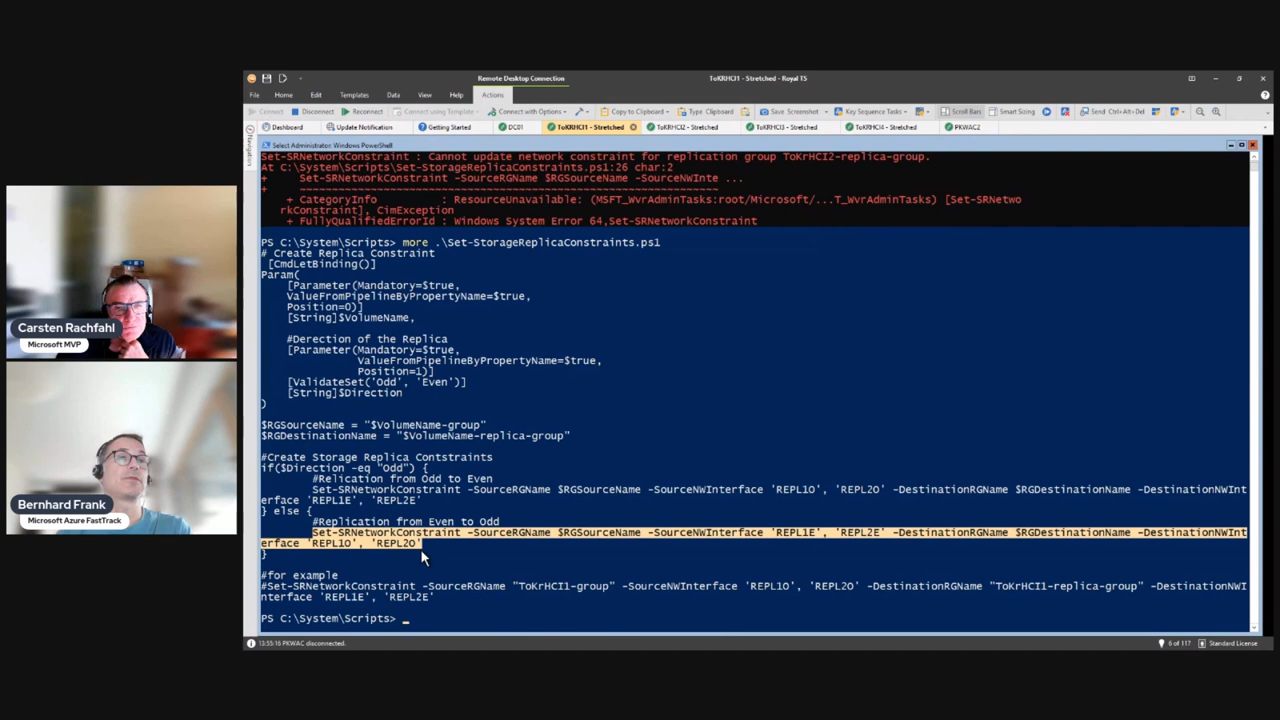 Remote Desktop Connection
ToKRHCI1 - Stretched - Royal TS
File Home Edit Templates Data View Help Actions
Connect Disconnect Reconnect Connect using Template Connect with Options Copy to Clipboard Type Clipboard Save Screenshot Key Sequence Tasks Scroll Bars Smart Sizing Send Ctrl+Alt+Del
Dashboard Update Notification Getting Started DC01 ToKRHCI1 - Stretched ToKRHCI2 - Stretched ToKRHCI3 - Stretched ToKRHCI4 - Stretched PKWAC2
Navigation
Select Administrator: Windows PowerShell
Set-SRNetworkConstraint : Cannot update network constraint for replication group ToKrHCI2-replica-group.
At C:\System\Scripts\Set-StorageReplicaConstraints.ps1:26 char:2
+     Set-SRNetworkConstraint -SourceRGName $RGSourceName -SourceNWInte ...
+     ~~~~~~~~~~~~~~~~~~~~~~~~~~~~~~~~~~~~~~~~~~~~~~~~~~~~~~~~~~~~~~~~~
    + CategoryInfo          : ResourceUnavailable: (MSFT_WvrAdminTasks:root/Microsoft/...T_WvrAdminTasks) [Set-SRNetwo
   rkConstraint], CimException
    + FullyQualifiedErrorId : Windows System Error 64,Set-SRNetworkConstraint
PS C:\System\Scripts> more .\Set-StorageReplicaConstraints.ps1
# Create Replica Constraint
[CmdLetBinding()]
Param(
[Parameter(Mandatory=$true,
ValueFromPipelineByPropertyName=$true,
Position=0)]
[String]$VolumeName,
#Derection of the Replica
[Parameter(Mandatory=$true,
ValueFromPipelineByPropertyName=$true,
Position=1)]
[ValidateSet('Odd', 'Even')]
[String]$Direction
)
$RGSourceName = "$VolumeName-group"
$RGDestinationName = "$VolumeName-replica-group"
#Create Storage Replica Contstraints
if($Direction -eq "Odd") {
#Relication from Odd to Even
Set-SRNetworkConstraint -SourceRGName $RGSourceName -SourceNWInterface 'REPL1O', 'REPL2O' -DestinationRGName $RGDestinationName -DestinationNWInt
erface 'REPL1E', 'REPL2E'
} else {
#Replication from Even to Odd
Set-SRNetworkConstraint -SourceRGName $RGSourceName -SourceNWInterface 'REPL1E', 'REPL2E' -DestinationRGName $RGDestinationName -DestinationNWInt
erface 'REPL1O', 'REPL2O'
}
#for example
#Set-SRNetworkConstraint -SourceRGName "ToKrHCI1-group" -SourceNWInterface 'REPL1O', 'REPL2O' -DestinationRGName "ToKrHCI1-replica-group" -DestinationNWI
nterface 'REPL1E', 'REPL2E'
PS C:\System\Scripts> _
13:55:16 PKWAC disconnected.
6 of 117 Standard License
Carsten Rachfahl
Microsoft MVP
Bernhard Frank
Microsoft Azure FastTrack